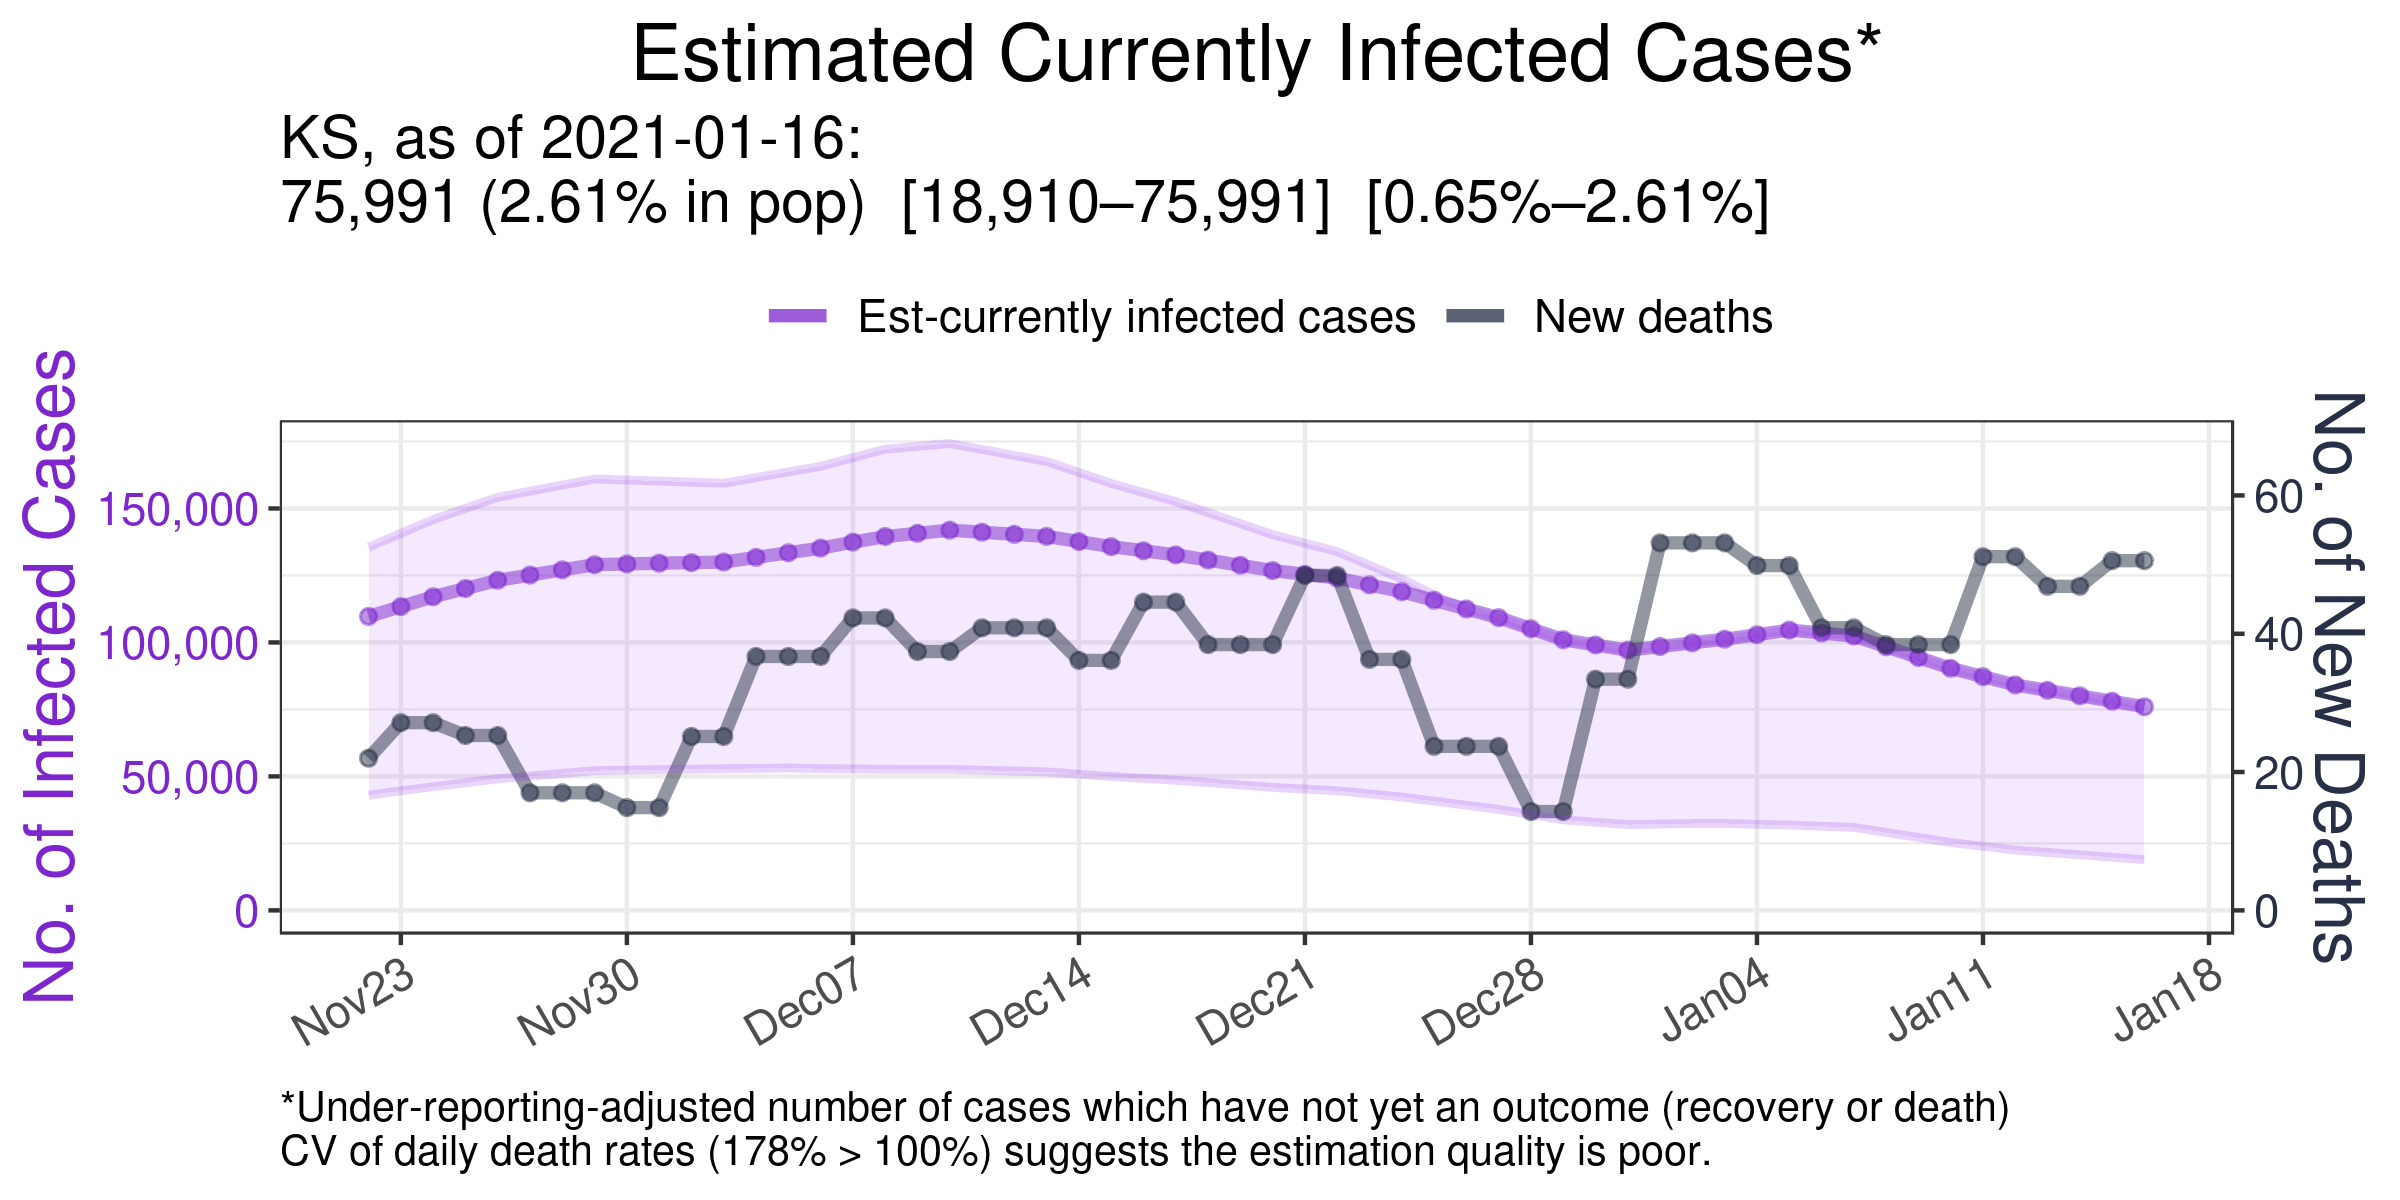 Estimated Currently Infected Cases*
KS, as of 2021-01-16:
75,991 (2.61% in pop)  [18,910–75,991]  [0.65%–2.61%]
Est-currently infected cases
New deaths
No. of Infected Cases
150,000
100,000
50,000
0
60
40
20
0
No. of New Deaths
Nov23
Nov30
Dec07
Dec14
Dec21
Dec28
Jan04
Jan11
Jan18
*Under-reporting-adjusted number of cases which have not yet an outcome (recovery or death)
CV of daily death rates (178% > 100%) suggests the estimation quality is poor.